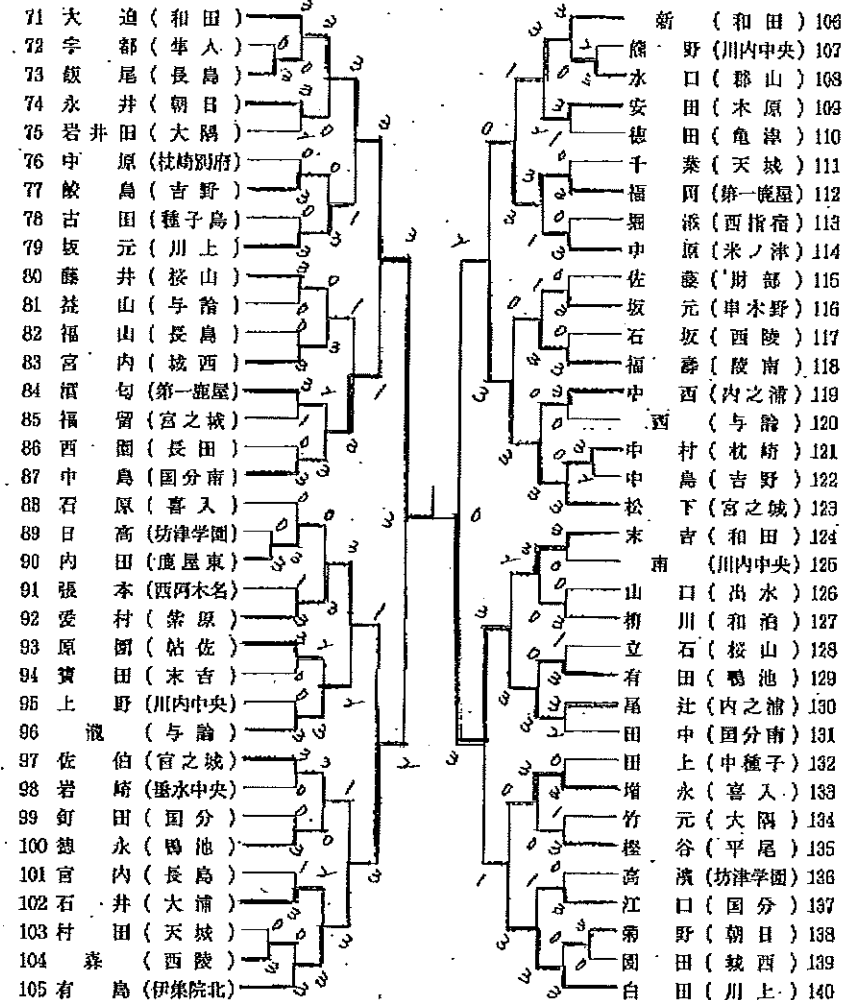 71 大迫 (和田)
72 宇都 (隼人)
73 飯尾 (長島)
74 永井 (朝日)
75 岩井田 (大隅)
76 中原 (枕崎別府)
77 鮫島 (吉野)
78 古田 (種子島)
79 坂元 (川上)
80 藤井 (桜山)
81 益山 (与論)
82 福山 (長島)
83 宮内 (城西)
84 酒匂 (第一鹿屋)
85 福留 (宮之城)
86 西園 (長田)
87 中島 (国分南)
88 石原 (喜入)
89 日高 (坊津学園)
90 内田 (鹿屋東)
91 張本 (西阿木名)
92 愛村 (紫原)
93 原園 (帖佐)
94 寳田 (末吉)
95 上野 (川内中央)
96 瀧 (与論)
97 佐伯 (宮之城)
98 岩崎 (垂水中央)
99 町田 (国分)
100 徳永 (鴨池)
101 宮内 (長島)
102 石井 (大浦)
103 村田 (天城)
104 森 (西陵)
105 有島 (伊集院北)
新 (和田) 106
熊野 (川内中央) 107
水口 (郡山) 108
安田 (木原) 109
徳田 (亀津) 110
千葉 (天城) 111
福岡 (第一鹿屋) 112
堀添 (西指宿) 113
中原 (米ノ津) 114
佐藤 (財部) 115
坂元 (串木野) 116
石坂 (西陵) 117
福壽 (陵南) 118
中西 (内之浦) 119
西 (与論) 120
中村 (枕崎) 121
中島 (吉野) 122
松下 (宮之城) 123
末吉 (和田) 124
南 (川内中央) 125
山口 (出水) 126
柳川 (和泊) 127
立石 (桜山) 128
有田 (鴨池) 129
尾辻 (内之浦) 130
田中 (国分南) 131
田上 (中種子) 132
増永 (喜入) 133
竹元 (大隅) 134
樫谷 (平尾) 135
高濱 (坊津学園) 136
江口 (国分) 137
菊野 (朝日) 138
園田 (城西) 139
白田 (川上) 140